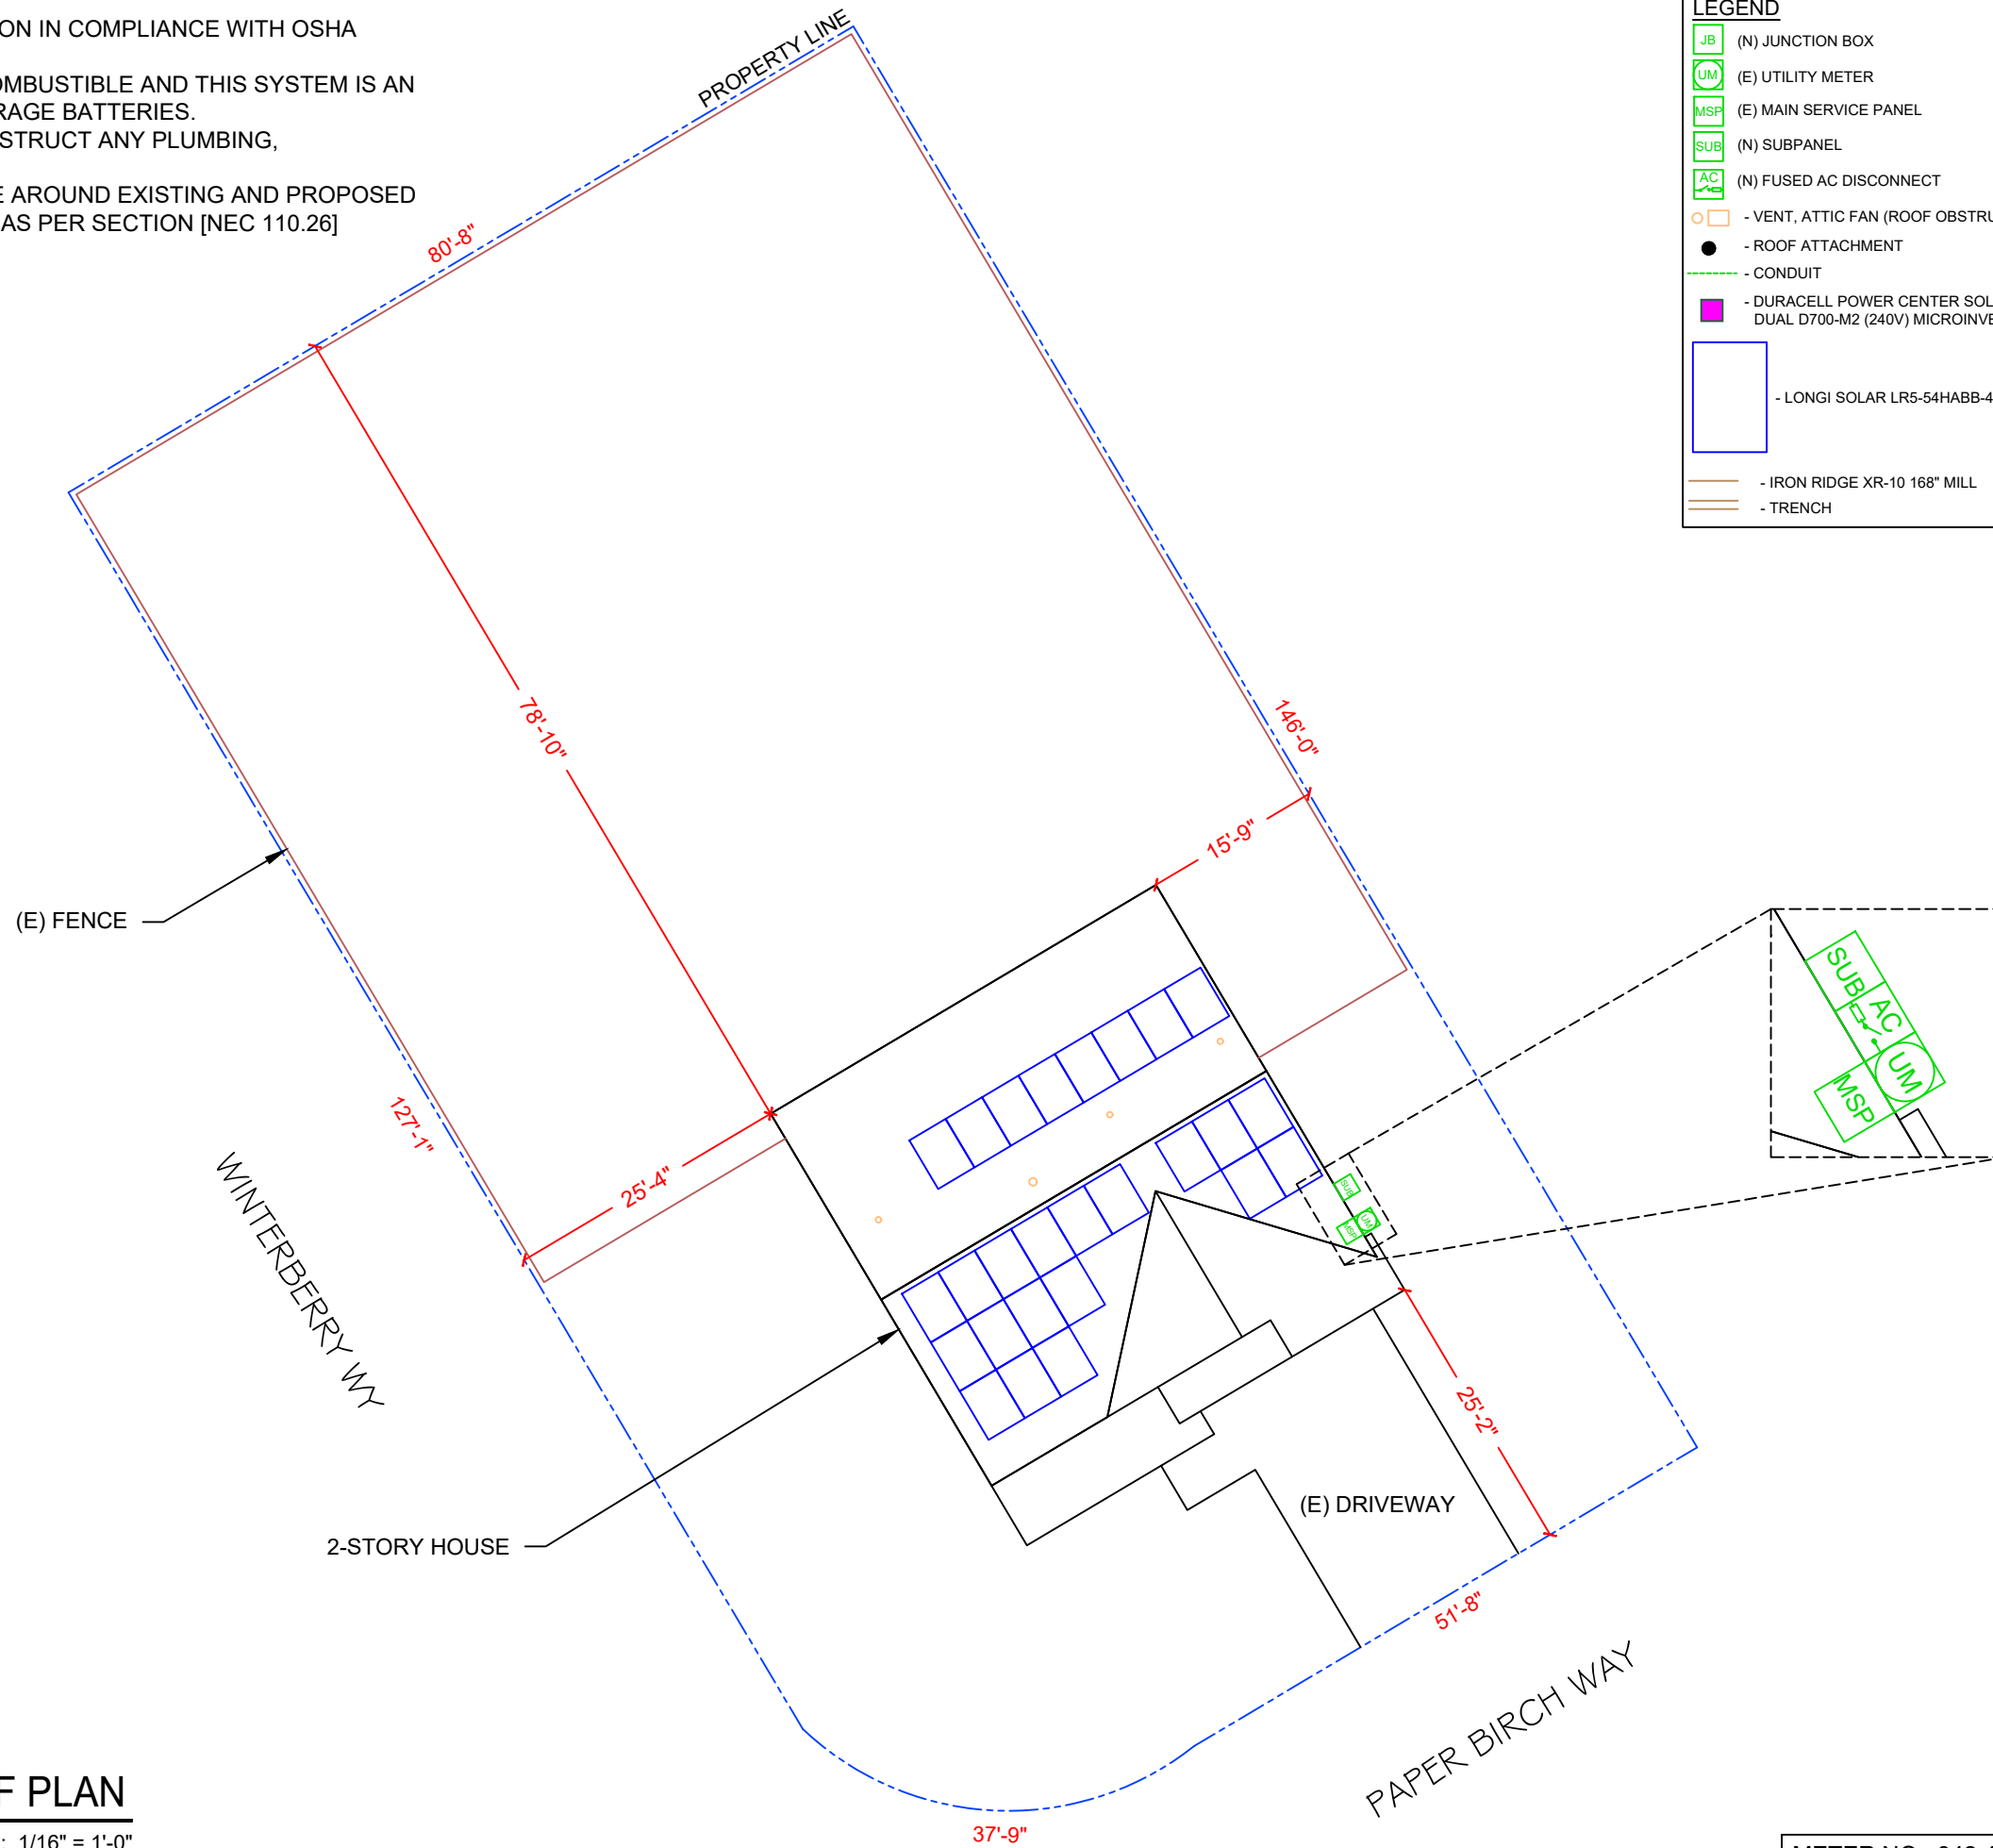 ON IN COMPLIANCE WITH OSHA
OMBUSTIBLE AND THIS SYSTEM IS AN
RAGE BATTERIES.
STRUCT ANY PLUMBING,
E AROUND EXISTING AND PROPOSED
AS PER SECTION [NEC 110.26]
PROPERTY LINE
LEGEND
JB (N) JUNCTION BOX
UM (E) UTILITY METER
MSP (E) MAIN SERVICE PANEL
SUB (N) SUBPANEL
AC (N) FUSED AC DISCONNECT
- VENT, ATTIC FAN (ROOF OBSTRU
- ROOF ATTACHMENT
- CONDUIT
- DURACELL POWER CENTER SOL
DUAL D700-M2 (240V) MICROINVE
- LONGI SOLAR LR5-54HABB-4
- IRON RIDGE XR-10 168" MILL
- TRENCH
80'-8"
78'-10"
146'-0"
15'-9"
(E) FENCE
127'-1"
25'-4"
WINTERBERRY WY
SUB
UM
MSP
SUB
AC
UM
MSP
25'-2"
(E) DRIVEWAY
2-STORY HOUSE
51'-8"
PAPER BIRCH WAY
37'-9"
F PLAN
: 1/16" = 1'-0"